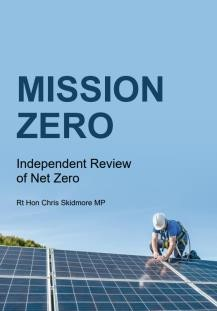 MISSION
ZERO
Independent Review
of Net Zero
Rt Hon Chris Skidmore MP